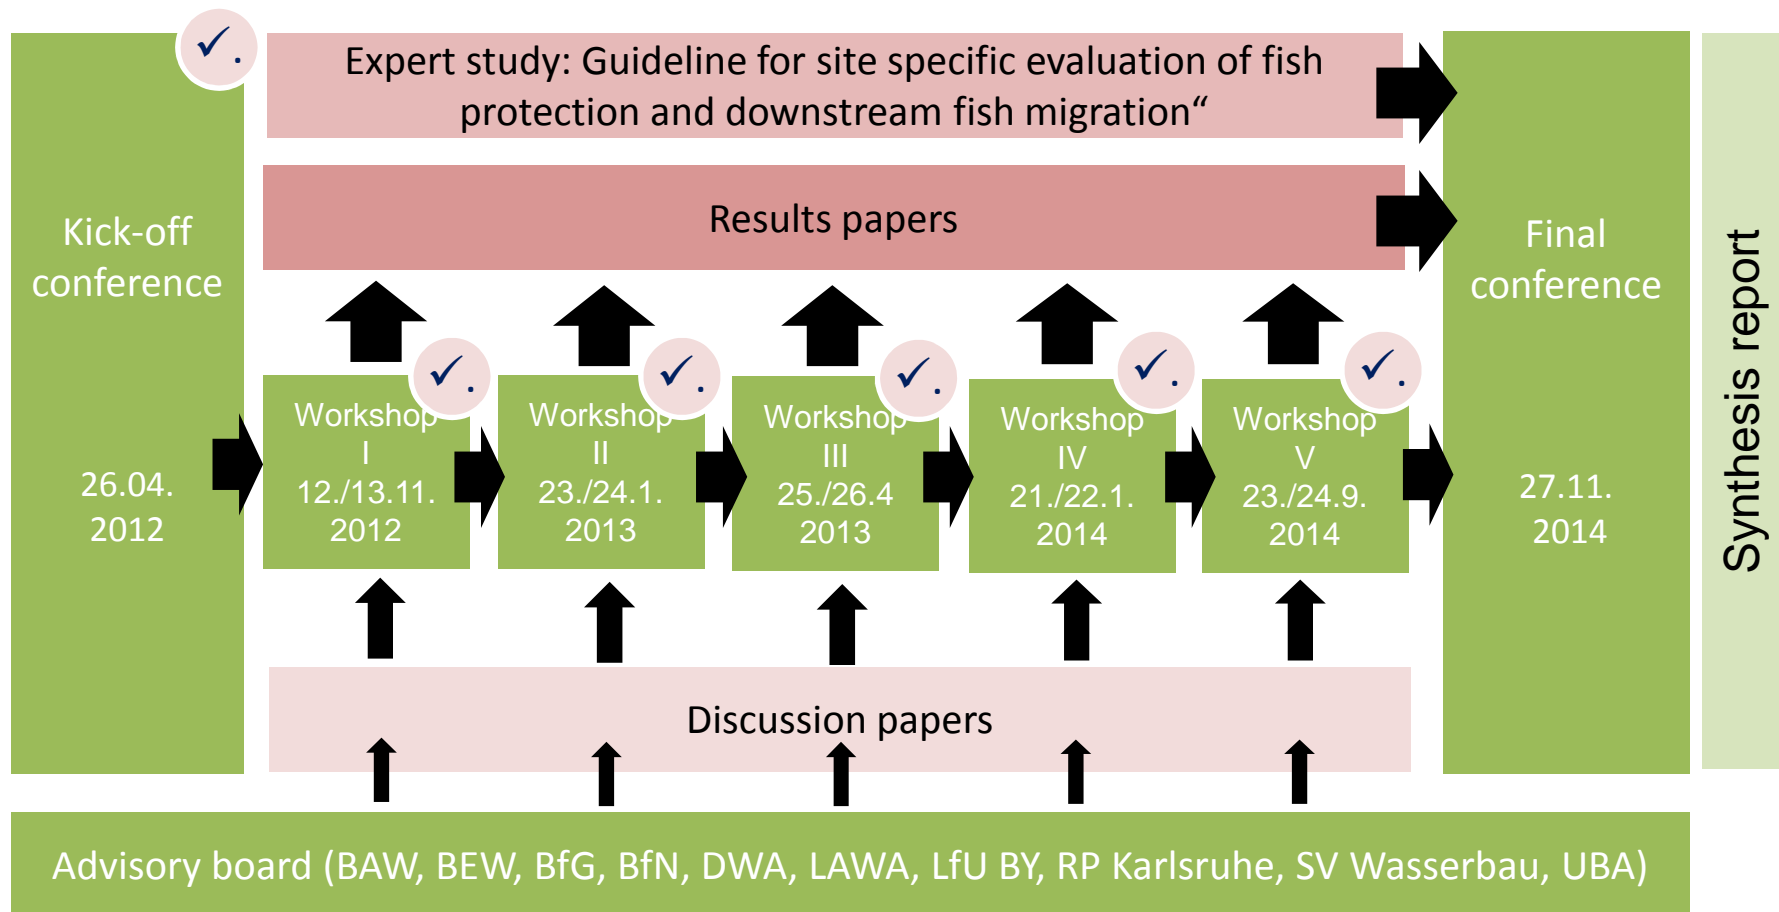 Expert study: Guideline for site specific evaluation of fish
protection and downstream fish migration“
Results papers
Kick-off
conference
26.04.
2012
Workshop
I
12./13.11.
2012
Workshop
II
23./24.1.
2013
Workshop
III
25./26.4
2013
Workshop
IV
21./22.1.
2014
Workshop
V
23./24.9.
2014
Final
conference
27.11.
2014
Synthesis report
Discussion papers
Advisory board (BAW, BEW, BfG, BfN, DWA, LAWA, LfU BY, RP Karlsruhe, SV Wasserbau, UBA)
✓.
✓.
✓.
✓.
✓.
✓.